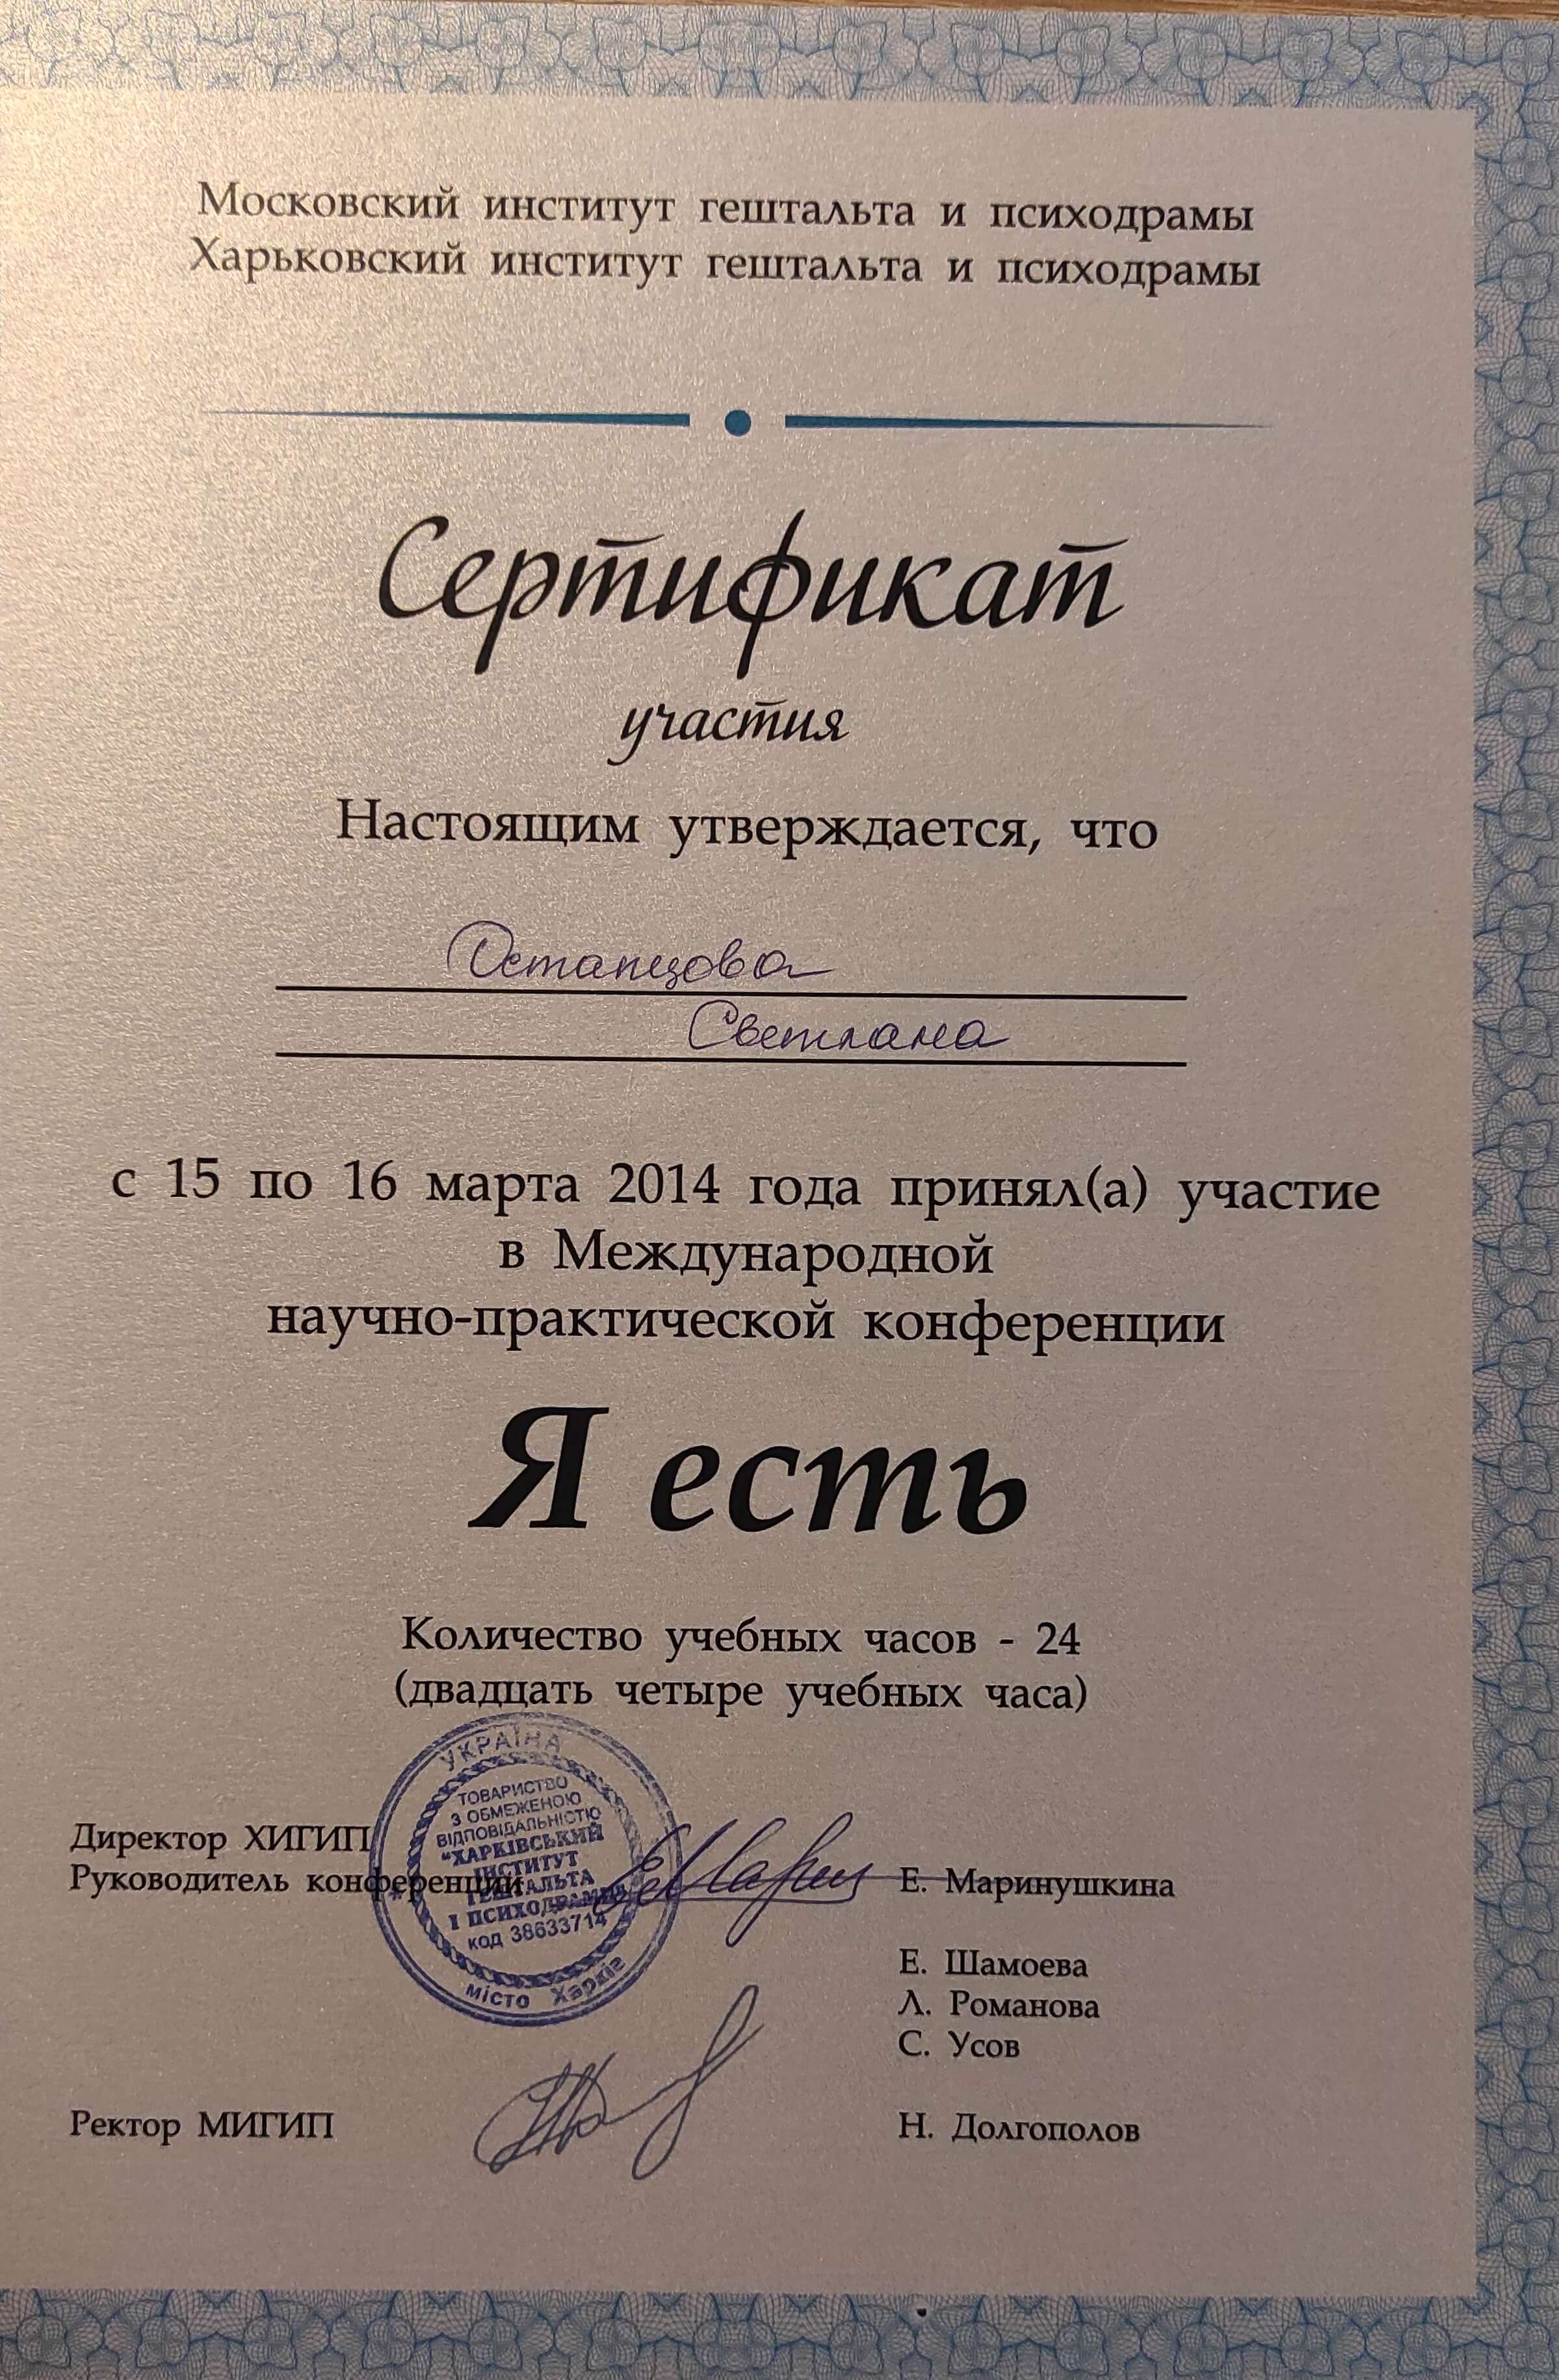 Московский институт гештальта и психодрамы
Харьковский институт гештальта и психодрамы
Сертификат
участия
Настоящим утверждается, что
Остапцова
Светлана
с 15 по 16 марта 2014 года принял(а) участие
в Международной
научно-практической конференции
Я есть
Количество учебных часов - 24
(двадцать четыре учебных часа)
УКРАЇНА
ТОВАРИСТВО
З ОБМЕЖЕНОЮ
ВІДПОВІДАЛЬНІСТЮ
"ХАРКІВСЬКИЙ
ІНСТИТУТ
ГЕШТАЛЬТА
І ПСИХОДРАМИ"
код 38633714
місто Харків
Директор ХИГИП
Руководитель конференции Е. Маринушкина
Е. Шамоева
Л. Романова
С. Усов
Ректор МИГИП Н. Долгополов